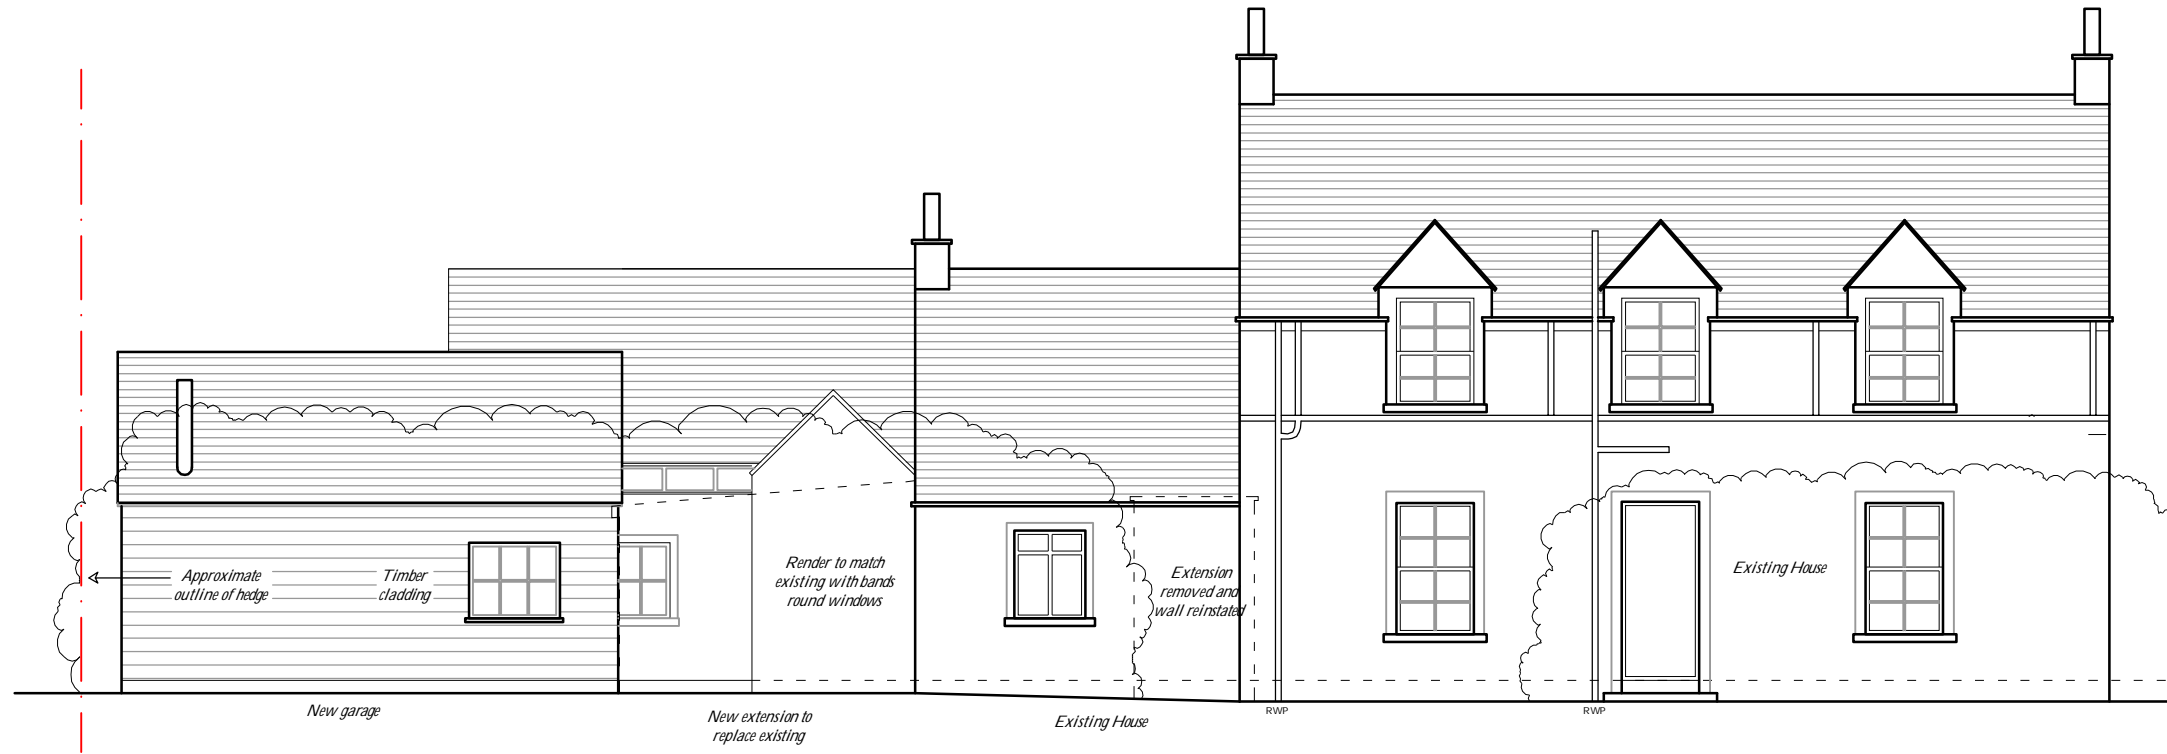 Approximate
outline of hedge
Timber
cladding
Render to match
existing with bands
round windows
Extension
removed and
wall reinstated
Existing House
New garage
New extension to
replace existing
Existing House
RWP
RWP